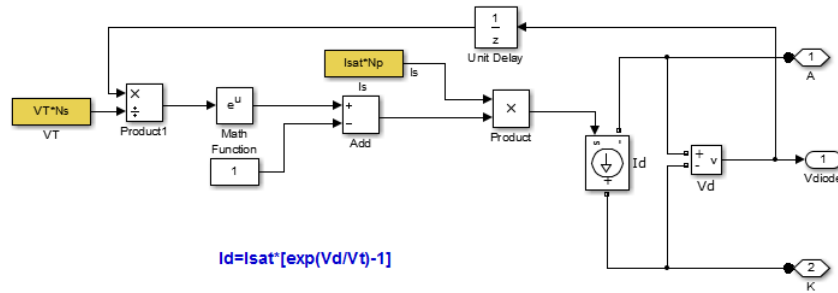 1
z
Unit Delay
1
A
Isat*Np
Is
Is
VT*Ns
VT
×
÷
Product1
e^u
Math
Function
+
-
Add
×
Product
1
Id
+
-
v
Vd
1
Vdiode
2
K
Id=Isat*[exp(Vd/Vt)-1]